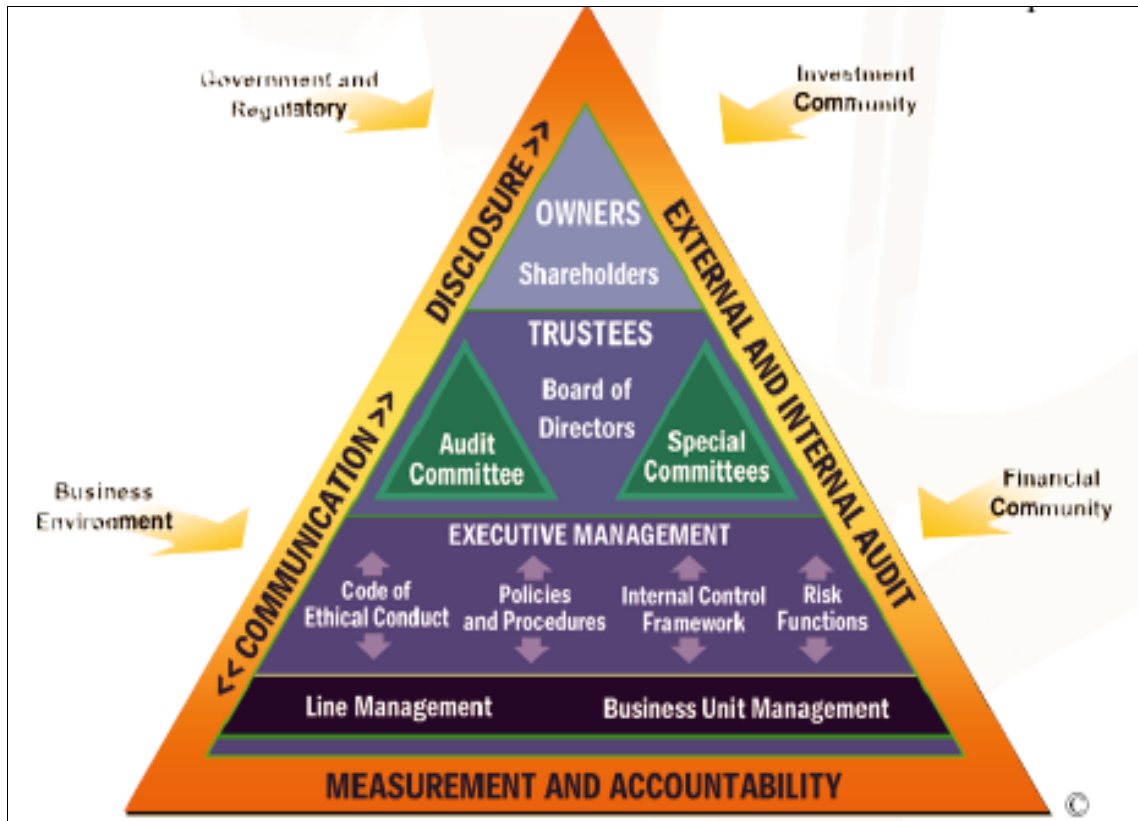 Government and
Regulatory
Investment
Community
<< COMMUNICATION >>
DISCLOSURE >>
EXTERNAL AND INTERNAL AUDIT
OWNERS
Shareholders
TRUSTEES
Board of
Directors
Audit
Committee
Special
Committees
Business
Environment
Financial
Community
EXECUTIVE MANAGEMENT
Code of
Ethical Conduct
Policies
and Procedures
Internal Control
Framework
Risk
Functions
Line Management
Business Unit Management
MEASUREMENT AND ACCOUNTABILITY
©